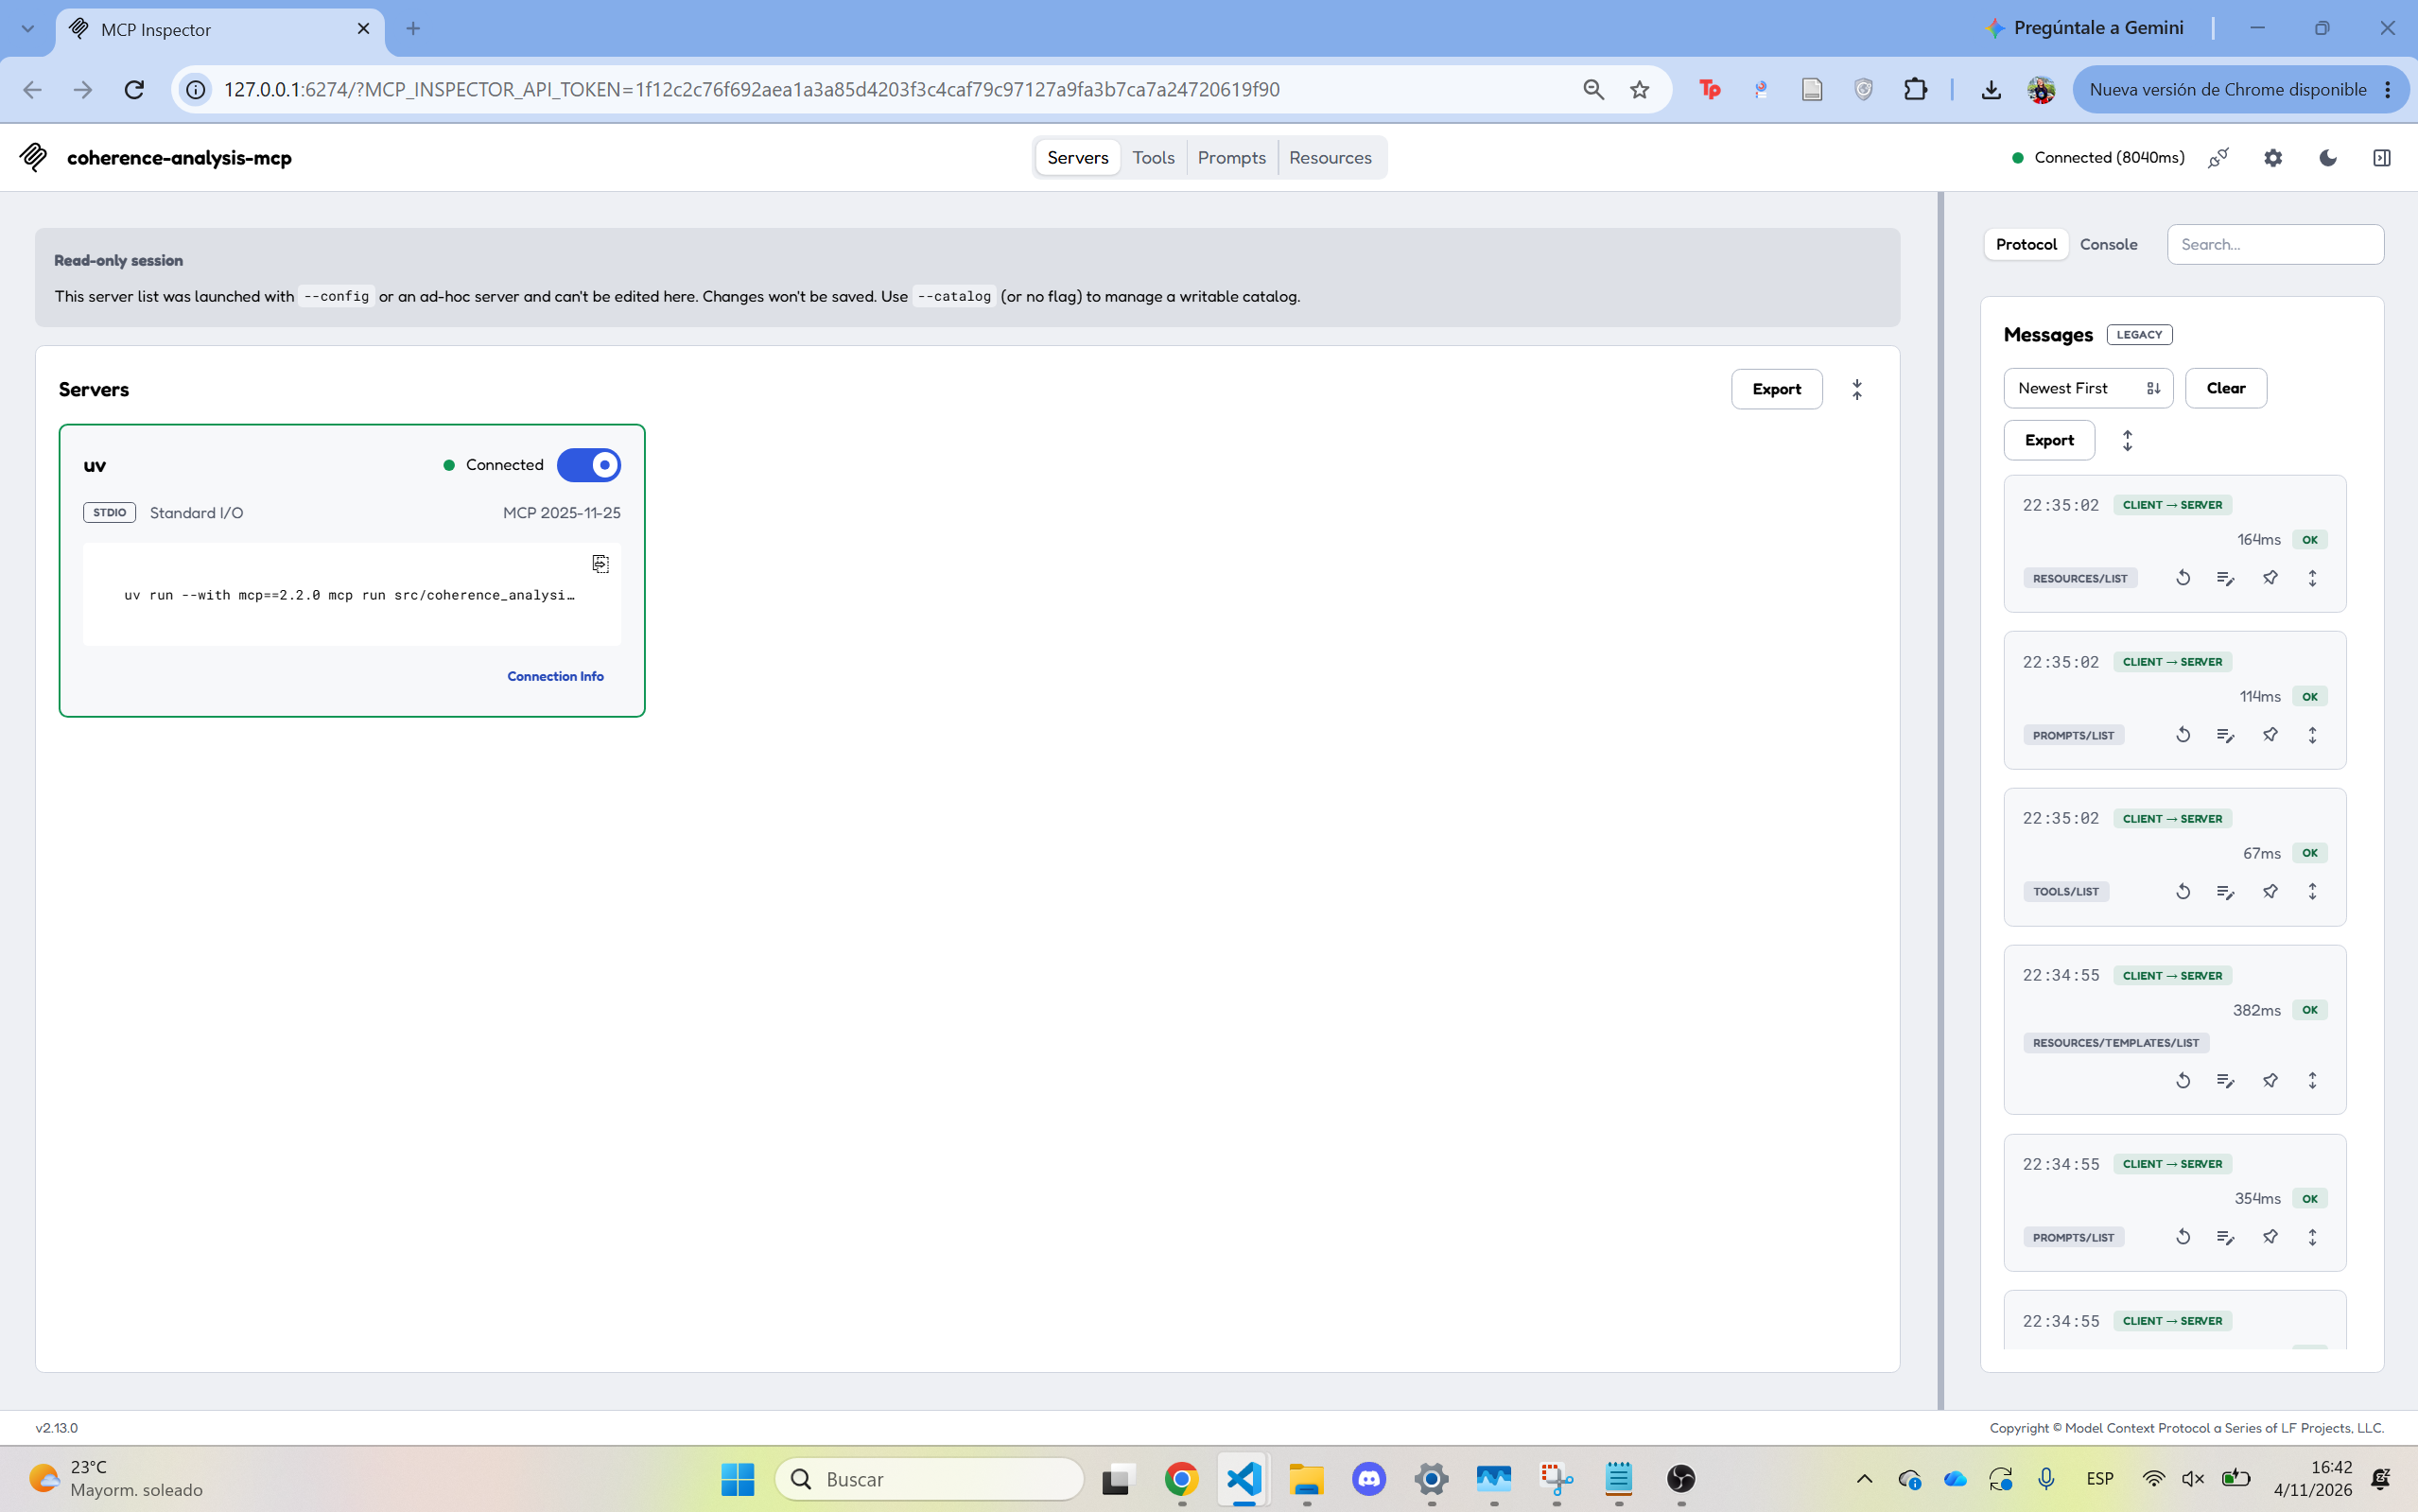 MCP Inspector
Pregúntale a Gemini
127.0.0.1:6274/?MCP_INSPECTOR_API_TOKEN=1f12c2c76f692aea1a3a85d4203f3c4caf79c97127a9fa3b7ca7a24720619f90
Nueva versión de Chrome disponible
coherence-analysis-mcp
Servers
Tools
Prompts
Resources
Connected (8040ms)
Read-only session
This server list was launched with --config or an ad-hoc server and can't be edited here. Changes won't be saved. Use --catalog (or no flag) to manage a writable catalog.
Servers
Export
uv
Connected
STDIO Standard I/O
MCP 2025-11-25
uv run --with mcp==2.2.0 mcp run src/coherence_analysi…
Connection Info
Protocol
Console
Search...
Messages LEGACY
Newest First
Clear
Export
22:35:02 CLIENT → SERVER
164ms OK
RESOURCES/LIST
22:35:02 CLIENT → SERVER
114ms OK
PROMPTS/LIST
22:35:02 CLIENT → SERVER
67ms OK
TOOLS/LIST
22:34:55 CLIENT → SERVER
382ms OK
RESOURCES/TEMPLATES/LIST
22:34:55 CLIENT → SERVER
354ms OK
PROMPTS/LIST
22:34:55 CLIENT → SERVER
v2.13.0
Copyright © Model Context Protocol a Series of LF Projects, LLC.
23°C
Mayorm. soleado
Buscar
ESP
16:42
4/11/2026